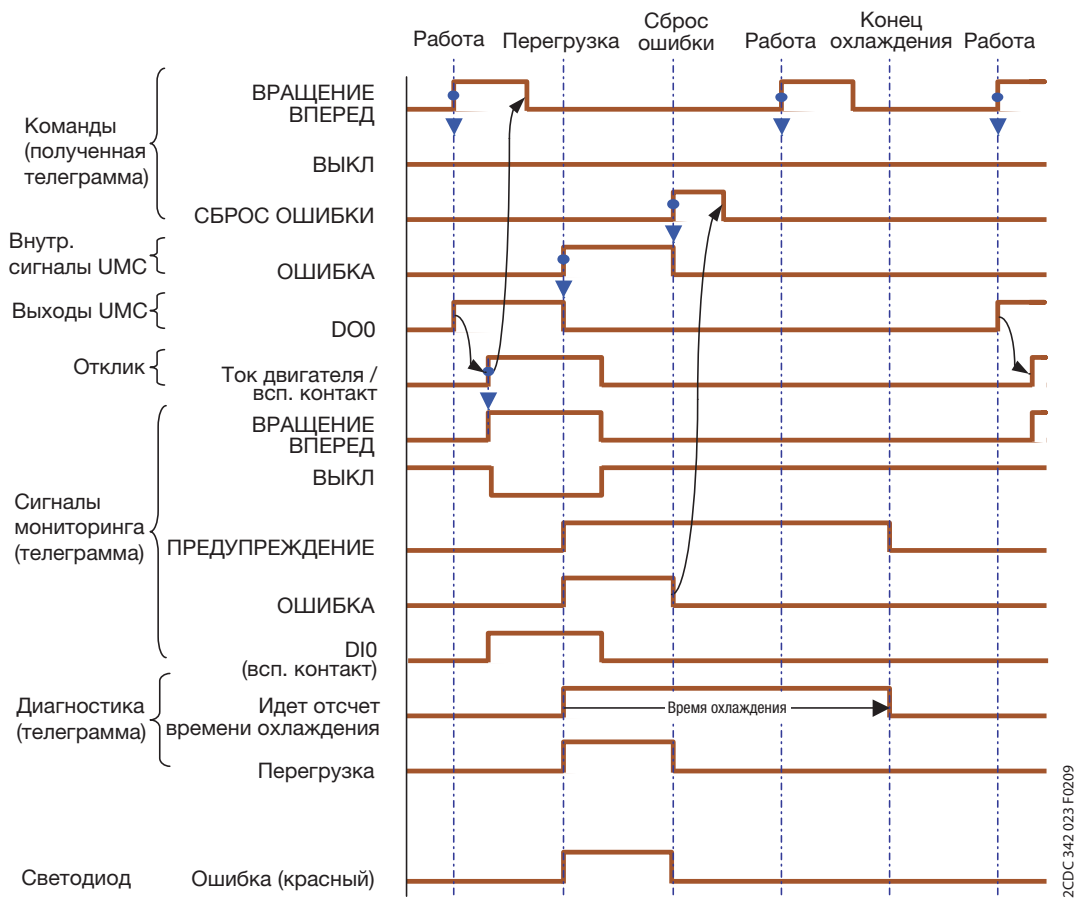 Работа
Перегрузка
Сброс
ошибки
Работа
Конец
охлаждения
Работа
Команды
(полученная
телеграмма)
ВРАЩЕНИЕ
ВПЕРЕД
ВЫКЛ
СБРОС ОШИБКИ
Внутр.
сигналы UMC
ОШИБКА
Выходы UMC
DO0
Отклик
Ток двигателя /
всп. контакт
Сигналы
мониторинга
(телеграмма)
ВРАЩЕНИЕ
ВПЕРЕД
ВЫКЛ
ПРЕДУПРЕЖДЕНИЕ
ОШИБКА
DI0
(всп. контакт)
Диагностика
(телеграмма)
Идет отсчет
времени охлаждения
Время охлаждения
Перегрузка
Светодиод
Ошибка (красный)
2CDC 342 023 F0209